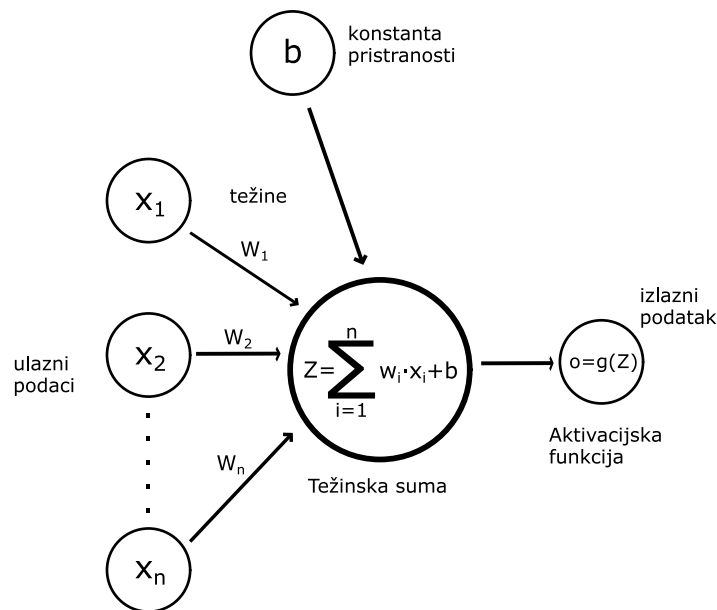 b
konstanta
pristranosti
x₁
težine
W₁
x₂
W₂
ulazni
podaci
Wₙ
xₙ
n
Z=∑ wᵢ·xᵢ+b
i=1
Težinska suma
izlazni
podatak
o=g(Z)
Aktivacijska
funkcija